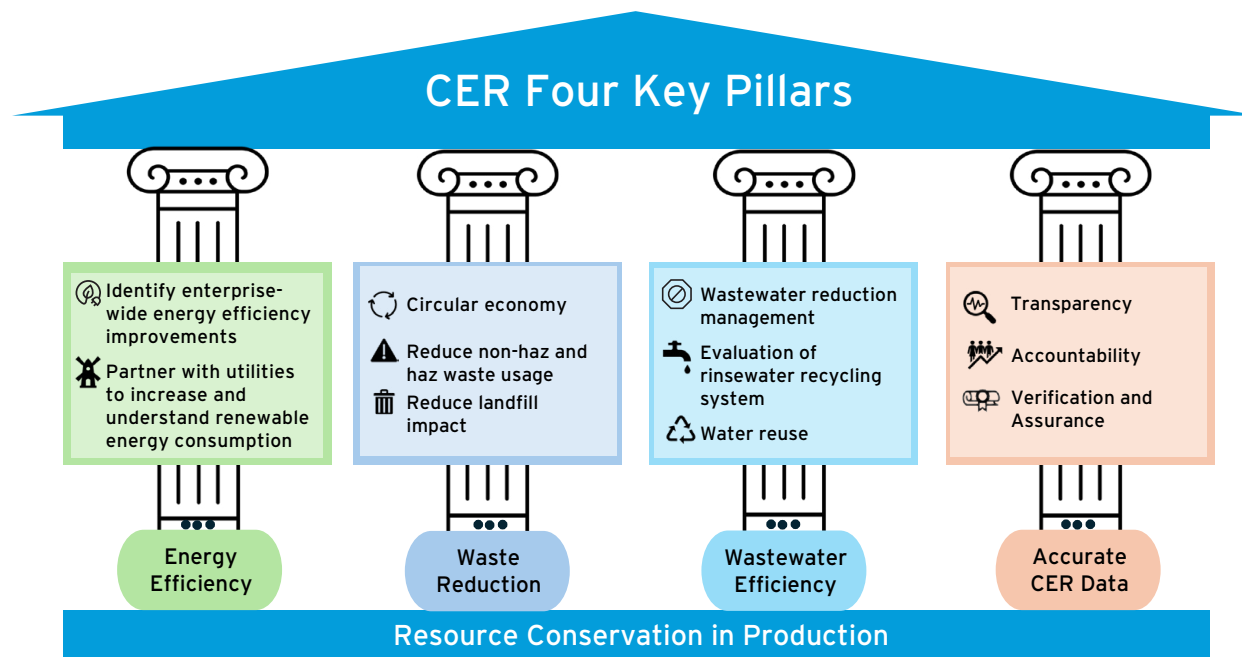 CER Four Key Pillars
Identify enterprise-
wide energy efficiency
improvements
Partner with utilities
to increase and
understand renewable
energy consumption
Energy
Efficiency
Circular economy
Reduce non-haz and
haz waste usage
Reduce landfill
impact
Waste
Reduction
Wastewater reduction
management
Evaluation of
rinsewater recycling
system
Water reuse
Wastewater
Efficiency
Transparency
Accountability
Verification and
Assurance
Accurate
CER Data
Resource Conservation in Production